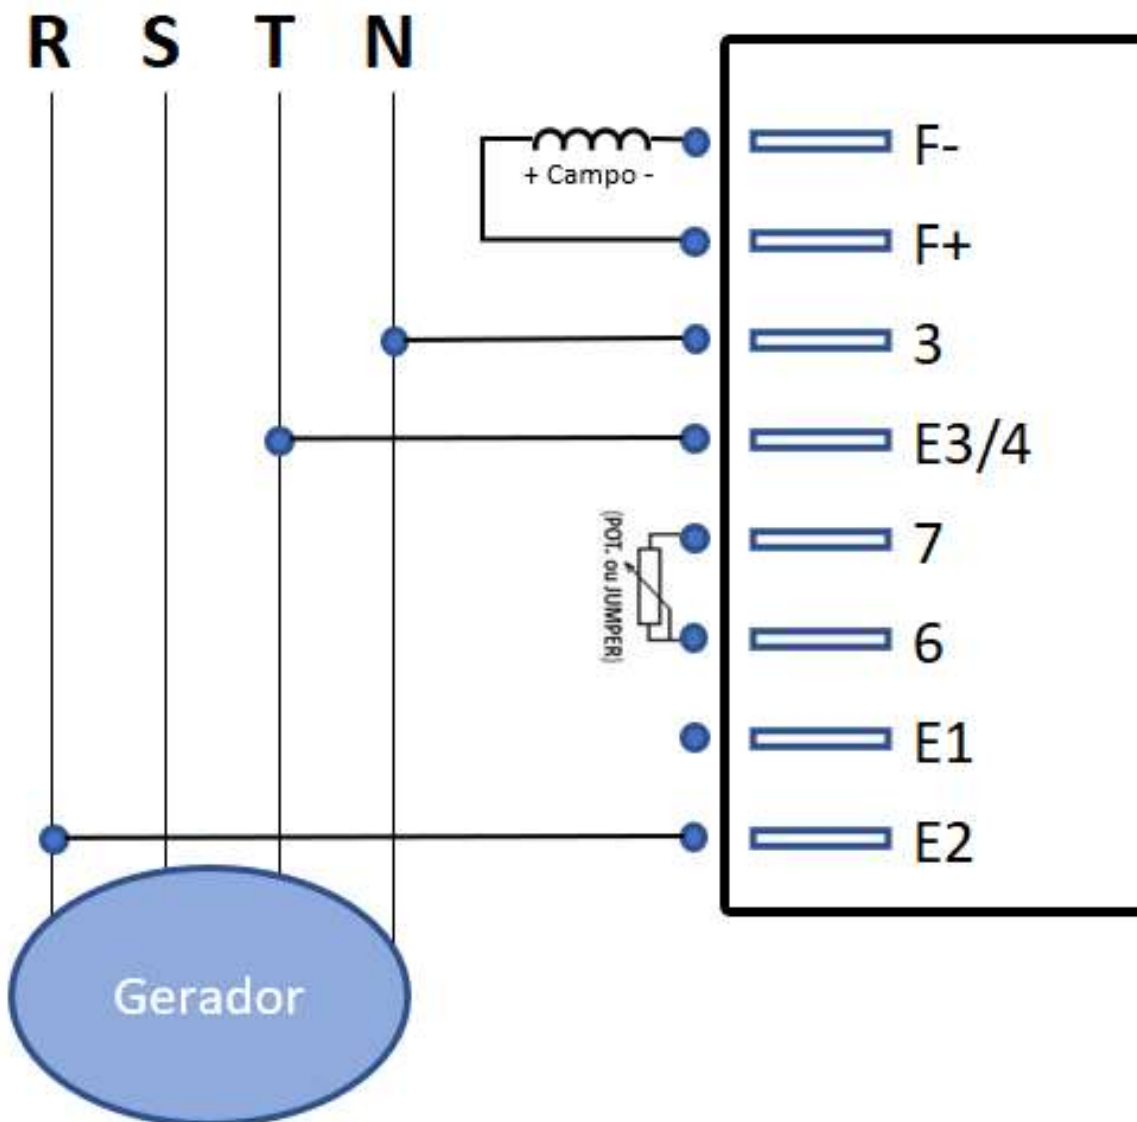 R S T N
F-
+ Campo -
F+
3
E3/4
(POT. ou JUMPER)
7
6
E1
E2
Gerador